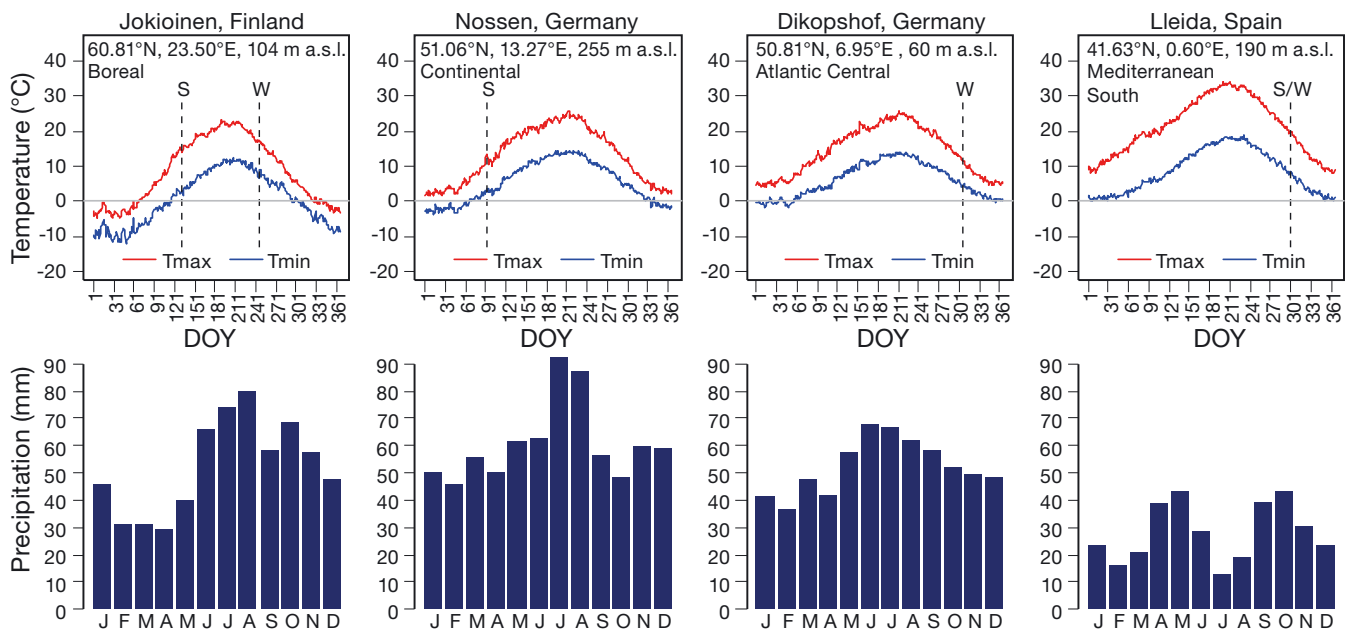 Jokioinen, Finland
60.81°N, 23.50°E, 104 m a.s.l.
Boreal
S W
Temperature (°C)
40
30
20
10
0
-10
-20
Tmax Tmin
1 31 61 91 121 151 181 211 241 271 301 331 361
DOY
Nossen, Germany
51.06°N, 13.27°E, 255 m a.s.l.
Continental
S
40
30
20
10
0
-10
-20
Tmax Tmin
1 31 61 91 121 151 181 211 241 271 301 331 361
DOY
Dikopshof, Germany
50.81°N, 6.95°E , 60 m a.s.l.
Atlantic Central
W
40
30
20
10
0
-10
-20
Tmax Tmin
1 31 61 91 121 151 181 211 241 271 301 331 361
DOY
Lleida, Spain
41.63°N, 0.60°E, 190 m a.s.l.
Mediterranean
South
S/W
40
30
20
10
0
-10
-20
Tmax Tmin
1 31 61 91 121 151 181 211 241 271 301 331 361
DOY
Precipitation (mm)
90
80
70
60
50
40
30
20
10
0
J F M A M J J A S O N D
90
80
70
60
50
40
30
20
10
0
J F M A M J J A S O N D
90
80
70
60
50
40
30
20
10
0
J F M A M J J A S O N D
90
80
70
60
50
40
30
20
10
0
J F M A M J J A S O N D